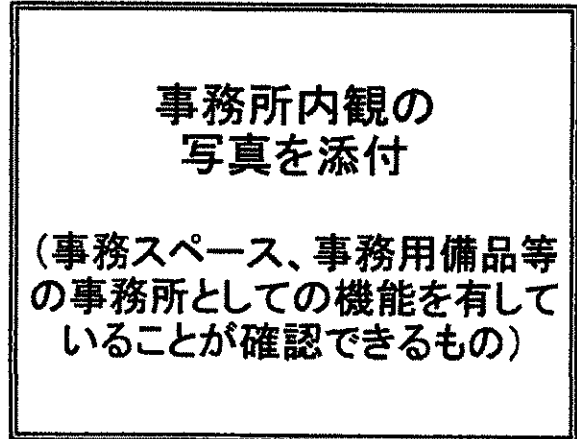 事務所内観の
写真を添付
（事務スペース、事務用備品等
の事務所としての機能を有して
いることが確認できるもの）